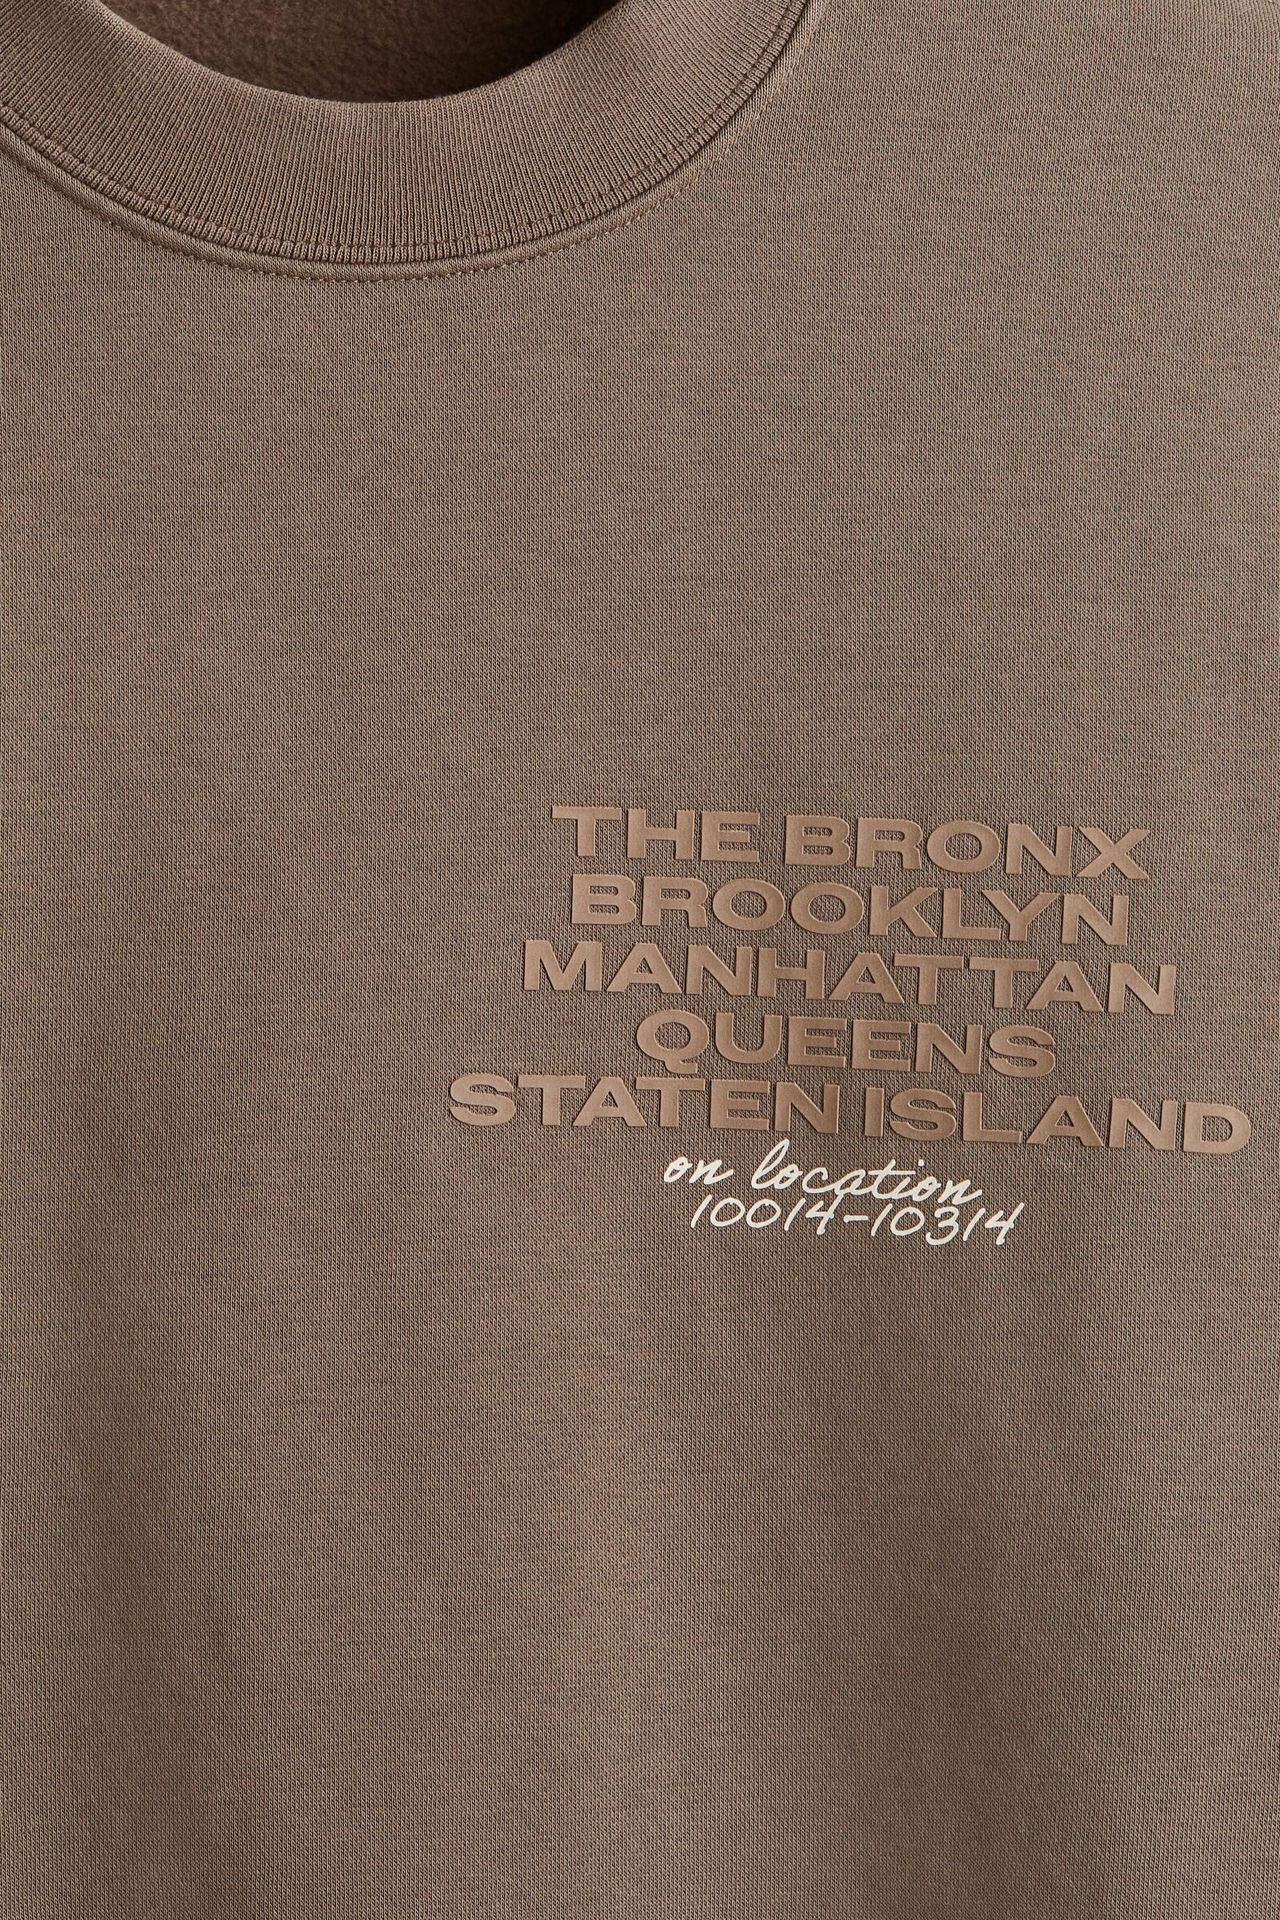 THE BRONX
BROOKLYN
MANHATTAN
QUEENS
STATEN ISLAND
on location
10014-10314